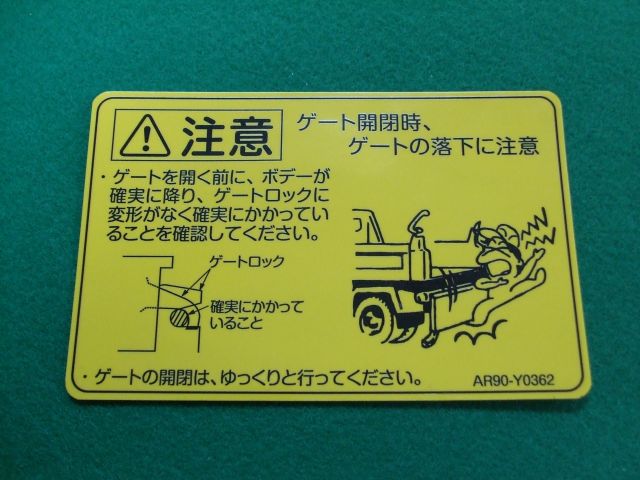 注意
ゲート開閉時、
ゲートの落下に注意
・ゲートを開く前に、ボデーが
確実に降り、ゲートロックに
変形がなく確実にかかってい
ることを確認してください。
ゲートロック
確実にかかって
いること
・ゲートの開閉は、ゆっくりと行ってください。
AR90-Y0362